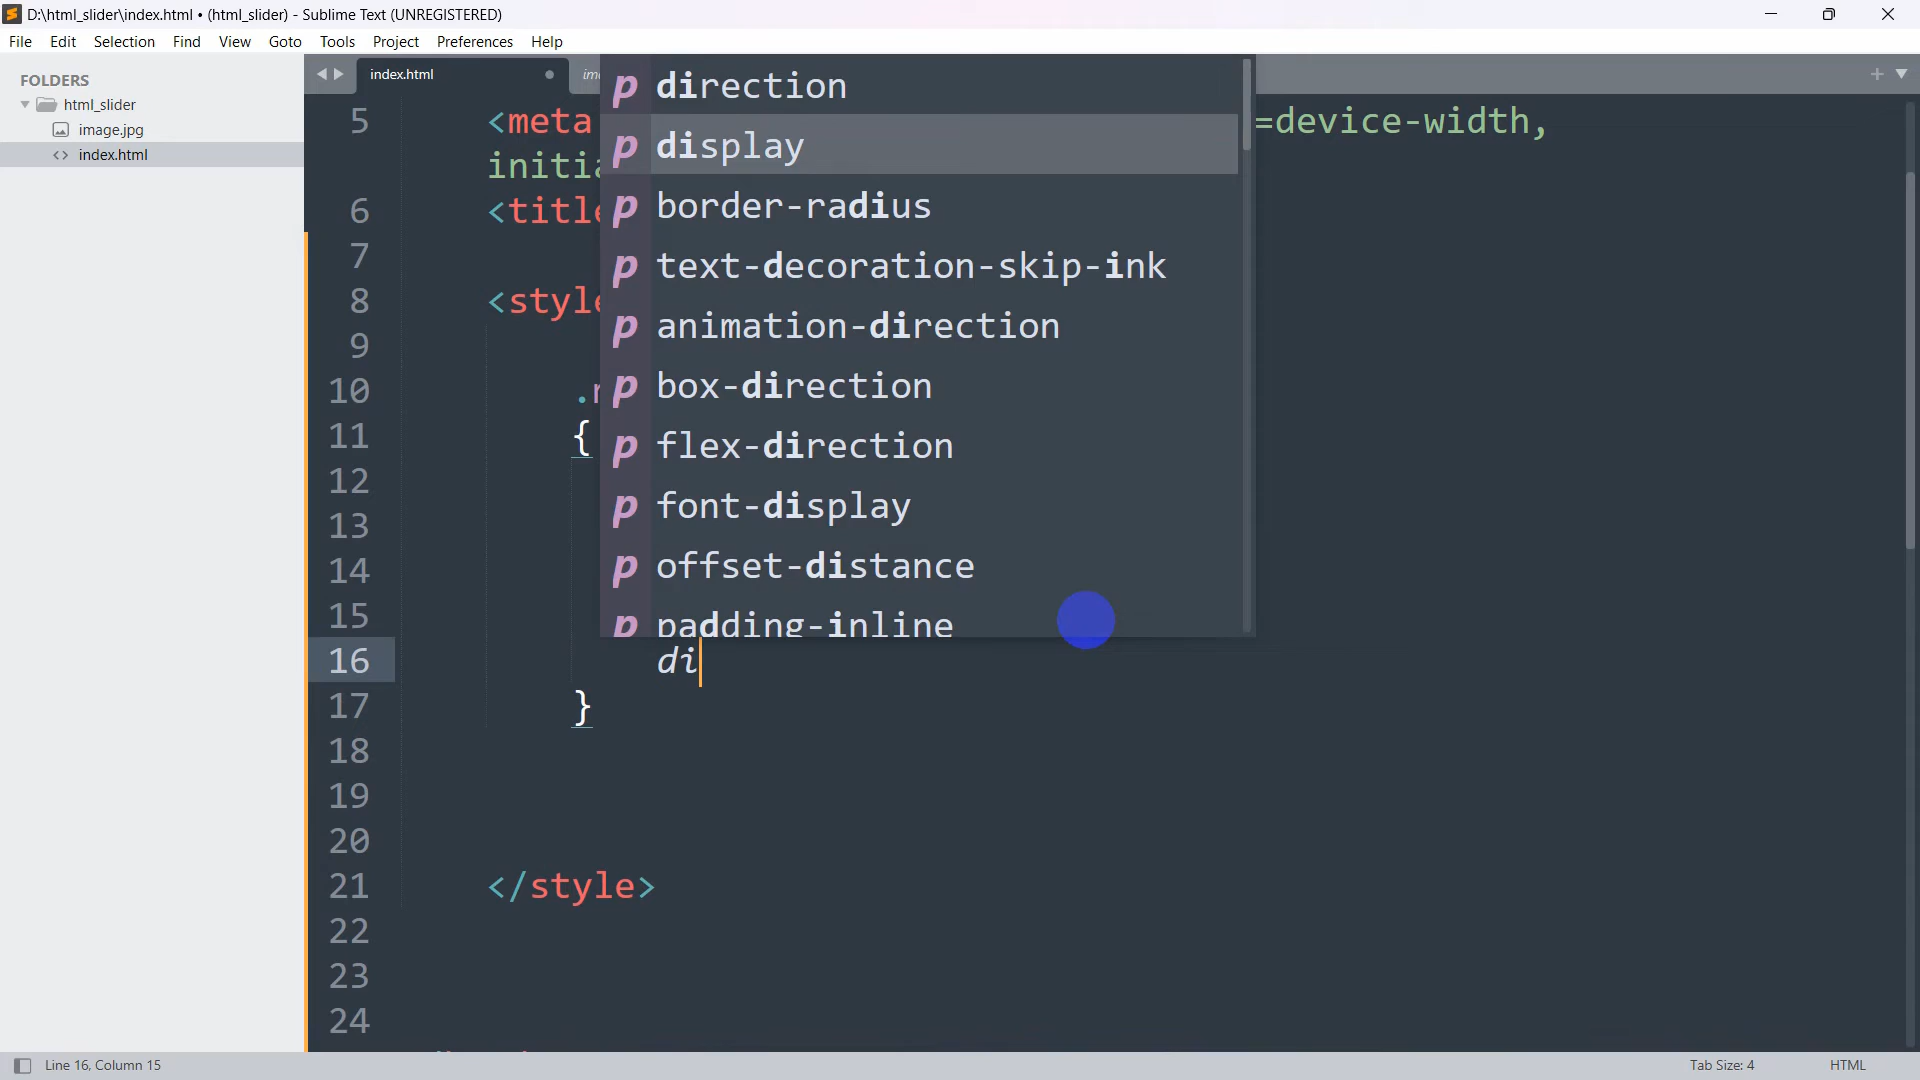 D:\html_slider\index.html • (html_slider) - Sublime Text (UNREGISTERED)
File Edit Selection Find View Goto Tools Project Preferences Help
FOLDERS
html_slider
image.jpg
index.html
index.html
direction
display
border-radius
text-decoration-skip-ink
animation-direction
box-direction
flex-direction
font-display
offset-distance
padding-inline
5 <meta =device-width,
6 <title
7
8 <style
9
10
11 {
12
13
14
15
16 di
17 }
18
19
20
21 </style>
22
23
24
Line 16, Column 15
Tab Size: 4
HTML